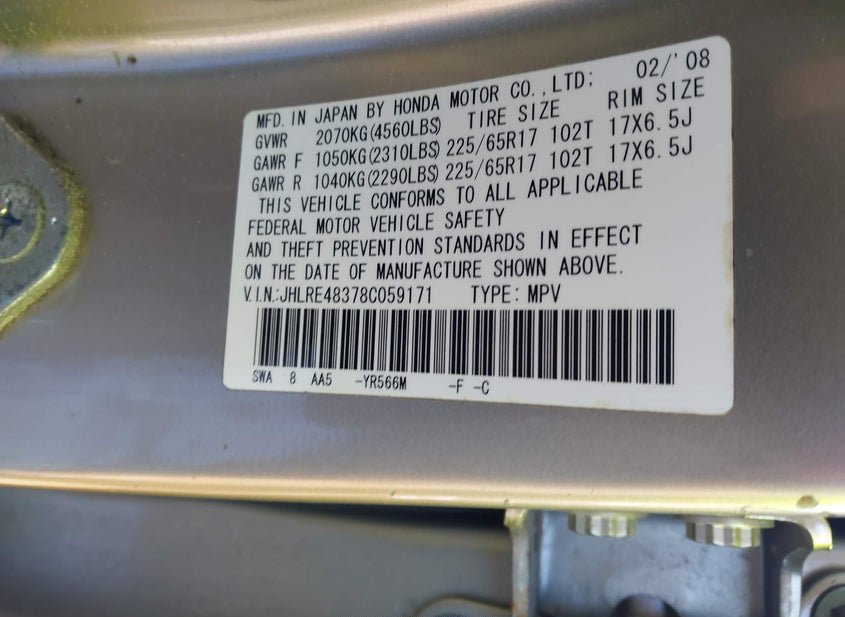 MFD. IN JAPAN BY HONDA MOTOR CO.,LTD; 02/'08
GVWR 2070KG(4560LBS) TIRE SIZE RIM SIZE
GAWR F 1050KG(2310LBS) 225/65R17 102T 17X6.5J
GAWR R 1040KG(2290LBS) 225/65R17 102T 17X6.5J
THIS VEHICLE CONFORMS TO ALL APPLICABLE
FEDERAL MOTOR VEHICLE SAFETY
AND THEFT PREVENTION STANDARDS IN EFFECT
ON THE DATE OF MANUFACTURE SHOWN ABOVE.
V.I.N.:JHLRE48378C059171 TYPE: MPV
SWA 8 AA5 -YR566M -F -C